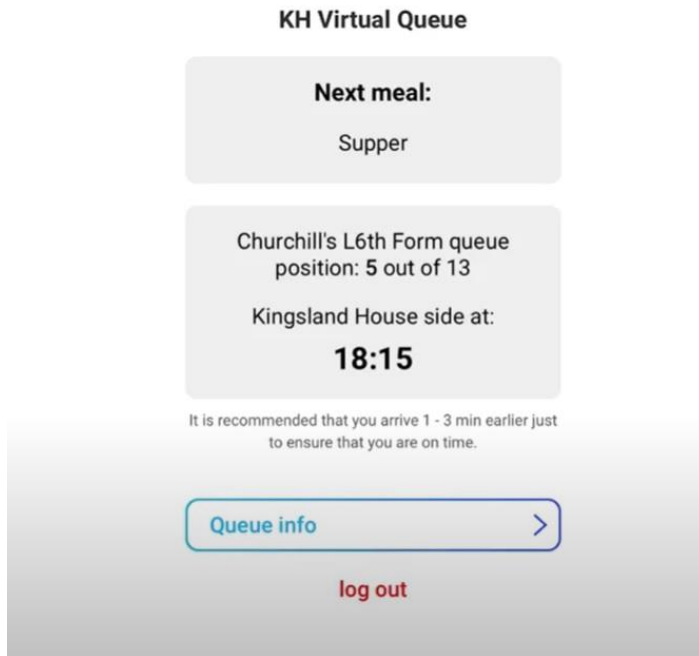 KH Virtual Queue
Next meal:
Supper
Churchill's L6th Form queue
position: 5 out of 13
Kingsland House side at:
18:15
It is recommended that you arrive 1 - 3 min earlier just
to ensure that you are on time.
Queue info
log out